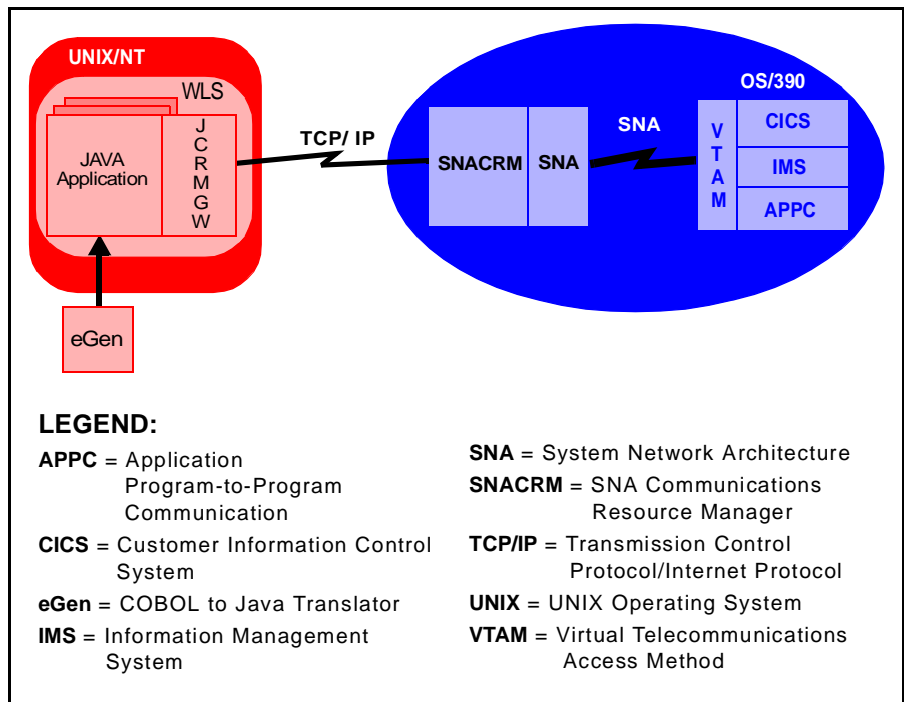 UNIX/NT
WLS
JAVA
Application
J
C
R
M
G
W
eGen
TCP/ IP
SNACRM
SNA
SNA
OS/390
V
T
A
M
CICS
IMS
APPC
LEGEND:
APPC = Application
Program-to-Program
Communication
CICS = Customer Information Control
System
eGen = COBOL to Java Translator
IMS = Information Management
System
SNA = System Network Architecture
SNACRM = SNA Communications
Resource Manager
TCP/IP = Transmission Control
Protocol/Internet Protocol
UNIX = UNIX Operating System
VTAM = Virtual Telecommunications
Access Method